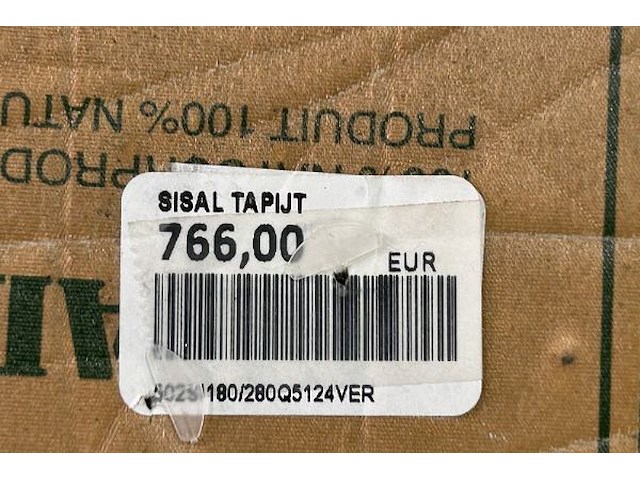 PRODUIT 100% NATU
SISAL TAPIJT
766,00
EUR
180/280Q5124VER